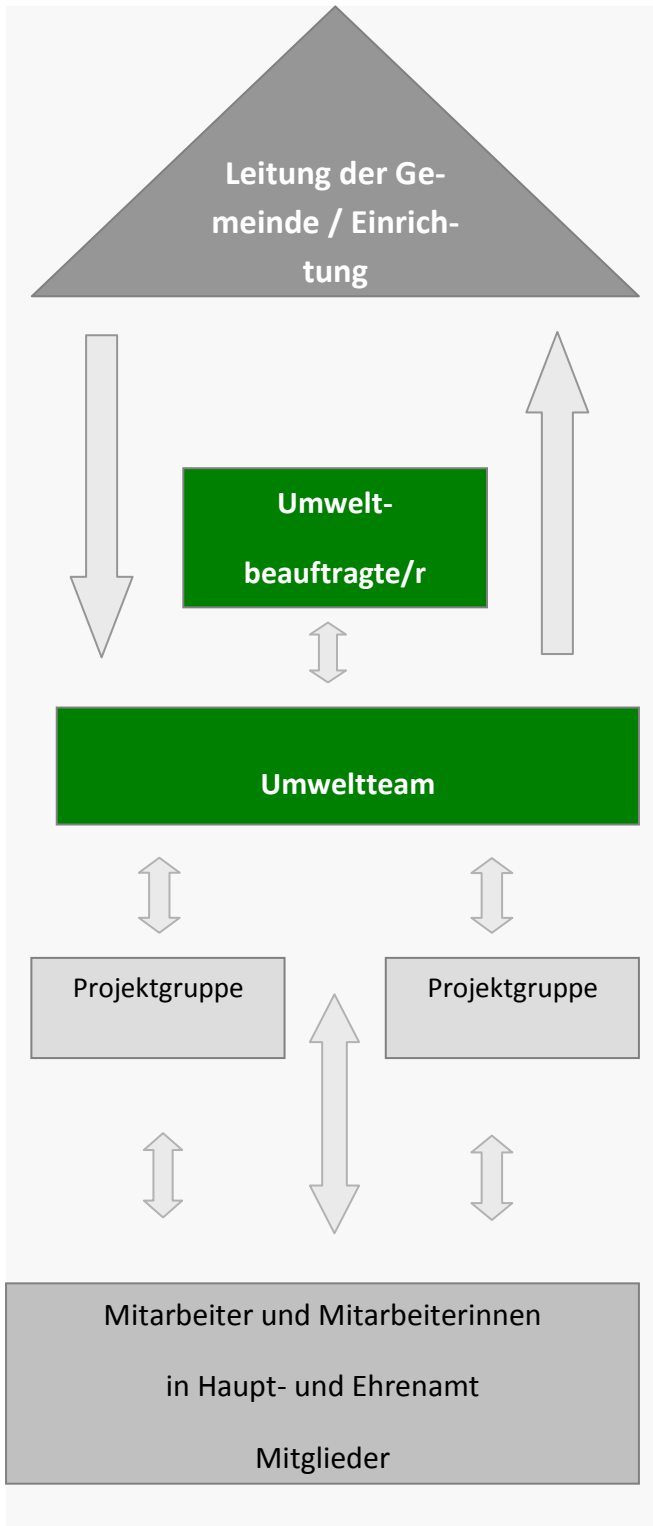 Leitung der Ge-
meinde / Einrich-
tung
Umwelt-
beauftragte/r
Umweltteam
Projektgruppe
Projektgruppe
Mitarbeiter und Mitarbeiterinnen
in Haupt- und Ehrenamt
Mitglieder